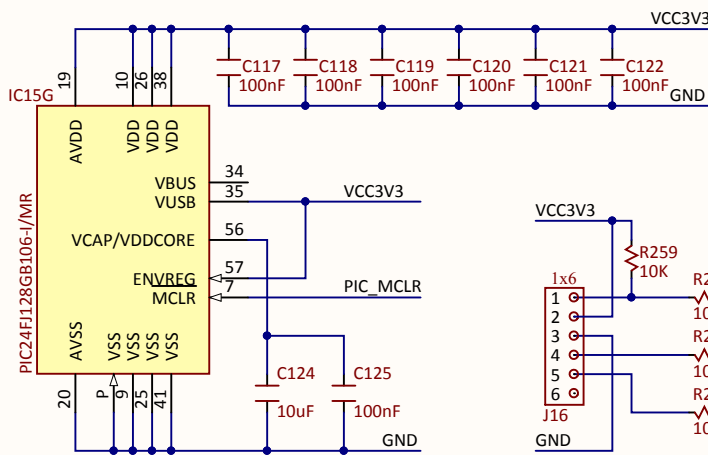 VCC3V3
19
10
26
38
C117
100nF
C118
100nF
C119
100nF
C120
100nF
C121
100nF
C122
100nF
IC15G
GND
AVDD
VDD
VDD
VDD
PIC24FJ128GB106-I/MR
VBUS
34
VUSB
35
VCC3V3
VCAP/VDDCORE
56
ENVREG
57
MCLR
7
PIC_MCLR
AVSS
VSS
VSS
VSS
VSS
20
P
9
25
41
C124
10uF
C125
100nF
GND
VCC3V3
R259
10K
1x6
1
2
3
4
5
6
J16
GND